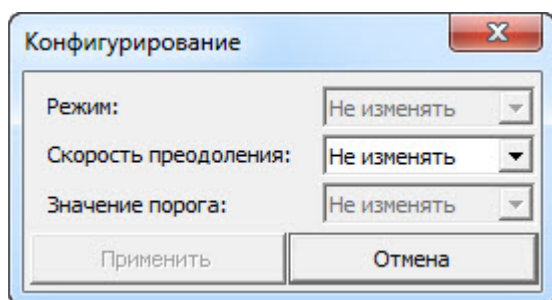 Конфигурирование
Режим: Не изменять
Скорость преодоления: Не изменять
Значение порога: Не изменять
Применить Отмена